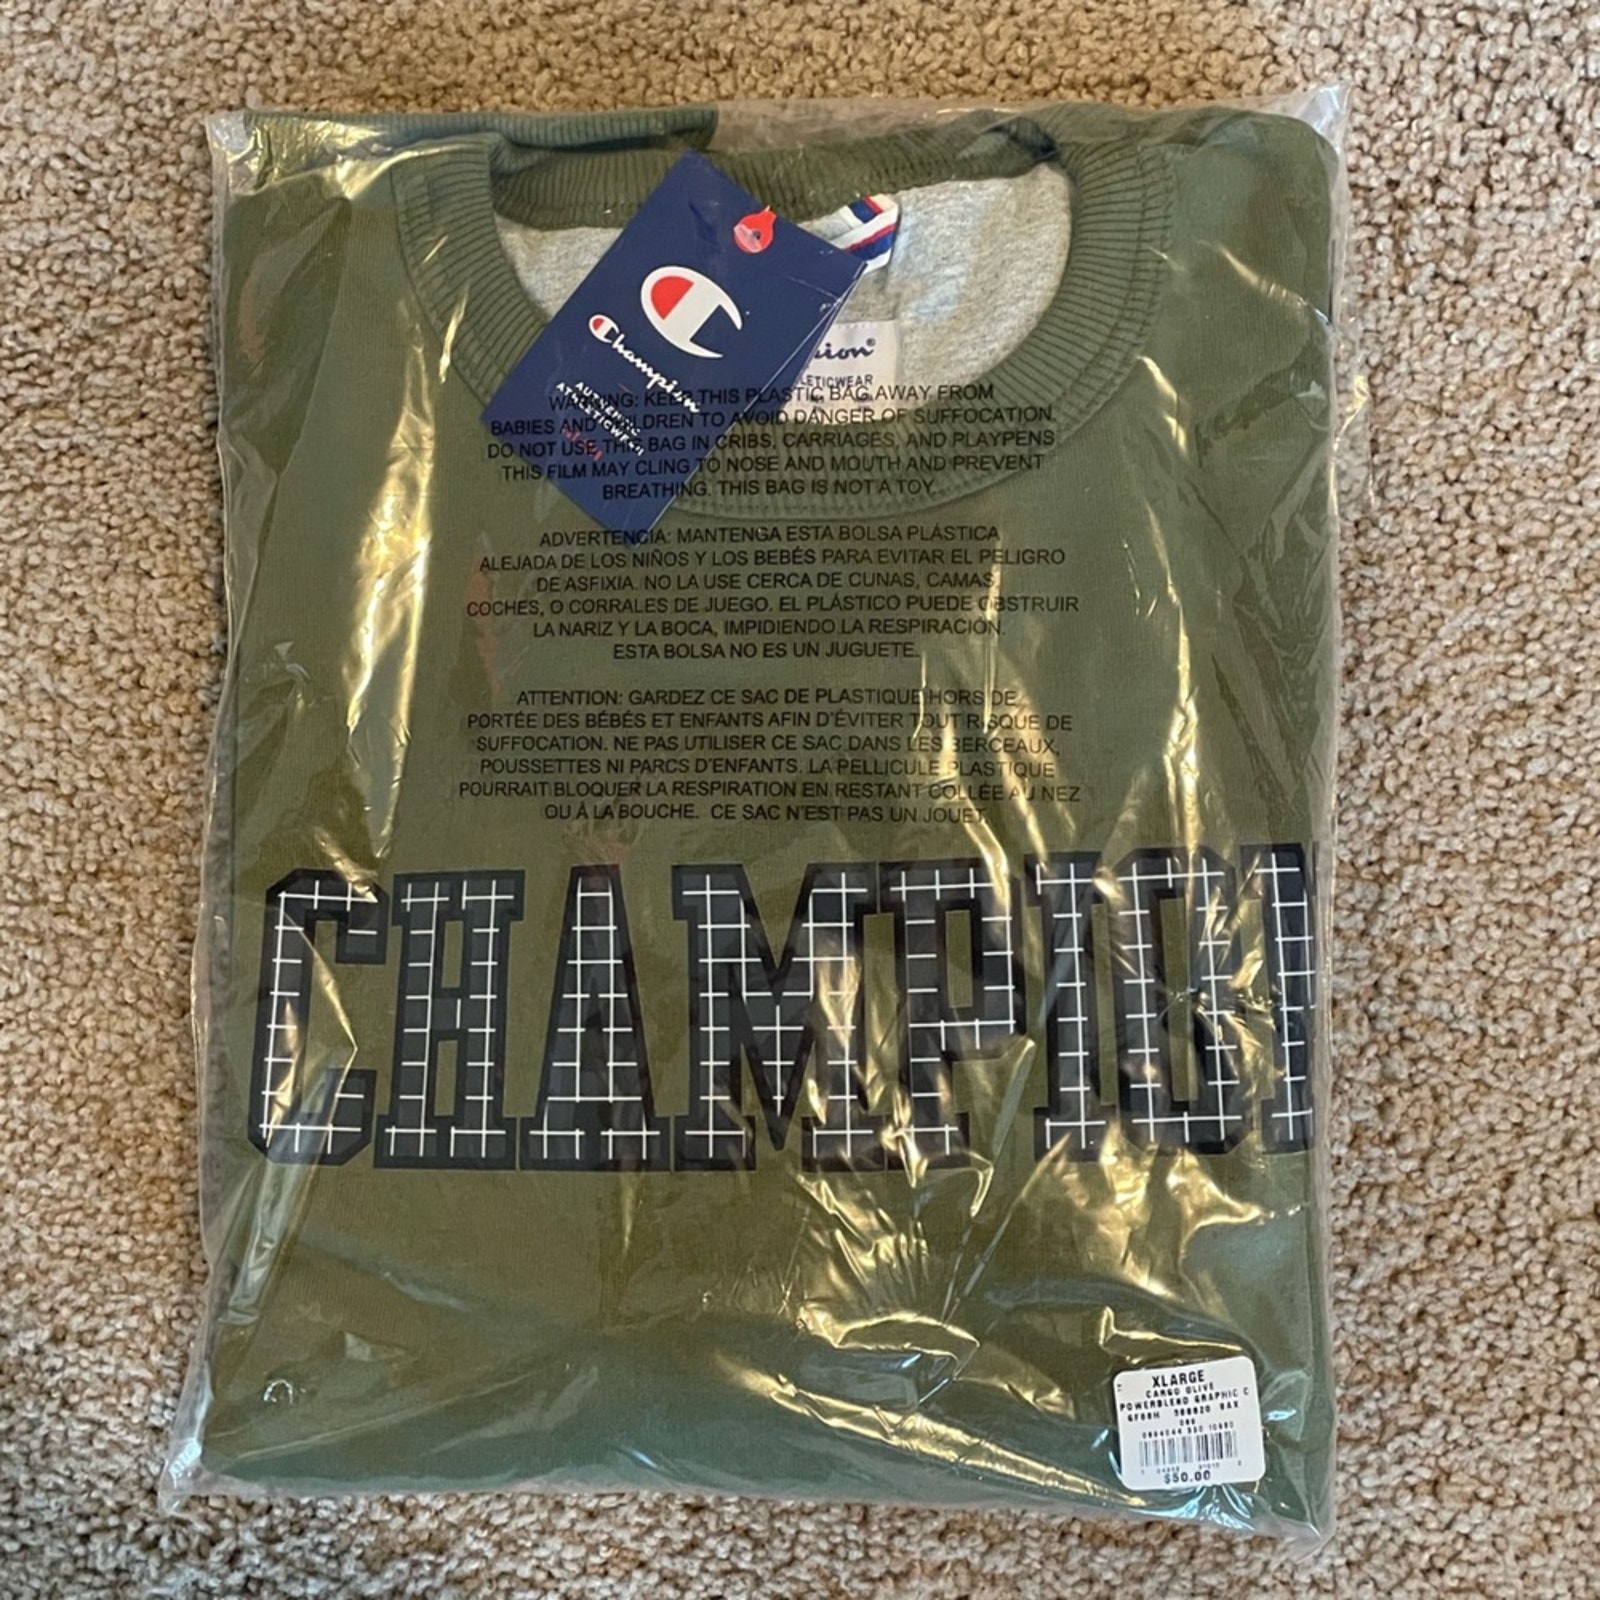 Champion
AUTHENTIC
ATHLETICWEAR
WARNING: KEEP THIS PLASTIC BAG AWAY FROM
BABIES AND CHILDREN TO AVOID DANGER OF SUFFOCATION.
DO NOT USE THIS BAG IN CRIBS, CARRIAGES, AND PLAYPENS
THIS FILM MAY CLING TO NOSE AND MOUTH AND PREVENT
BREATHING. THIS BAG IS NOT A TOY.
ADVERTENCIA: MANTENGA ESTA BOLSA PLÁSTICA
ALEJADA DE LOS NIÑOS Y LOS BEBÉS PARA EVITAR EL PELIGRO
DE ASFIXIA. NO LA USE CERCA DE CUNAS, CAMAS,
COCHES, O CORRALES DE JUEGO. EL PLÁSTICO PUEDE OBSTRUIR
LA NARIZ Y LA BOCA, IMPIDIENDO LA RESPIRACIÓN.
ESTA BOLSA NO ES UN JUGUETE.
ATTENTION: GARDEZ CE SAC DE PLASTIQUE HORS DE
PORTÉE DES BÉBÉS ET ENFANTS AFIN D'ÉVITER TOUT RISQUE DE
SUFFOCATION. NE PAS UTILISER CE SAC DANS LES BERCEAUX,
POUSSETTES NI PARCS D'ENFANTS. LA PELLICULE PLASTIQUE
POURRAIT BLOQUER LA RESPIRATION EN RESTANT COLLÉE AU NEZ
OU À LA BOUCHE. CE SAC N'EST PAS UN JOUET.
CHAMPION
XLARGE
CARGO OLIVE
POWERBLEND GRAPHIC C
$50.00